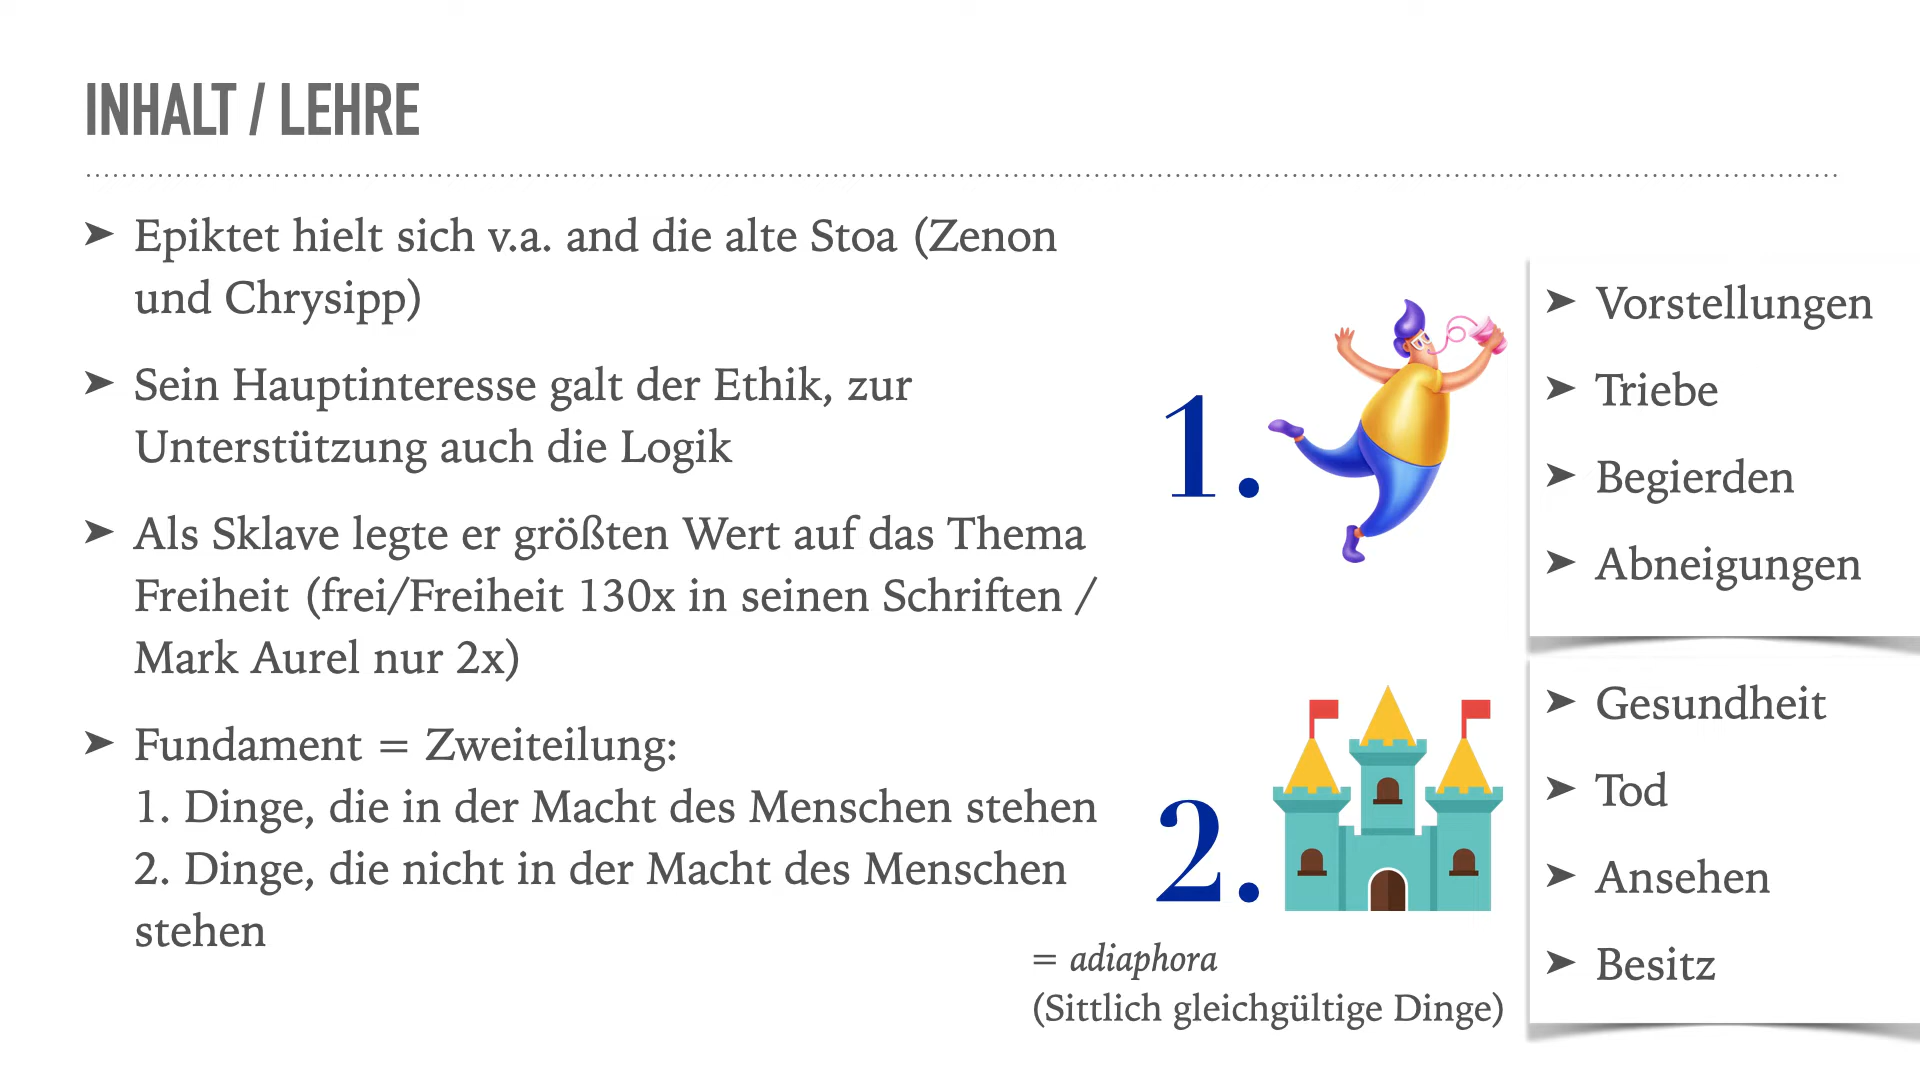 INHALT / LEHRE
➤ Epiktet hielt sich v.a. and die alte Stoa (Zenon
und Chrysipp)
➤ Sein Hauptinteresse galt der Ethik, zur
Unterstützung auch die Logik
➤ Als Sklave legte er größten Wert auf das Thema
Freiheit (frei/Freiheit 130x in seinen Schriften /
Mark Aurel nur 2x)
➤ Fundament = Zweiteilung:
1. Dinge, die in der Macht des Menschen stehen
2. Dinge, die nicht in der Macht des Menschen
stehen
1.
➤ Vorstellungen
➤ Triebe
➤ Begierden
➤ Abneigungen
2.
= adiaphora
(Sittlich gleichgültige Dinge)
➤ Gesundheit
➤ Tod
➤ Ansehen
➤ Besitz